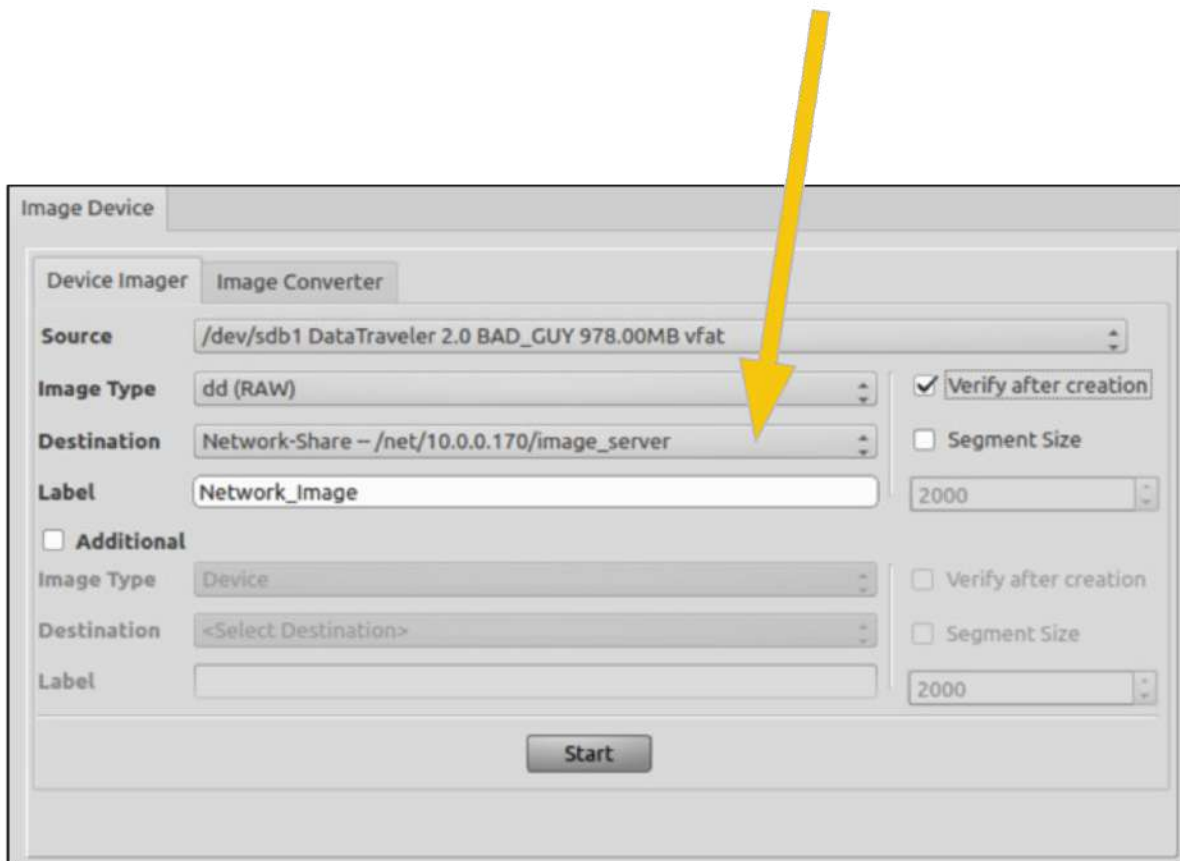 Image Device
Device Imager Image Converter
Source /dev/sdb1 DataTraveler 2.0 BAD_GUY 978.00MB vfat
Image Type dd (RAW) Verify after creation
Destination Network-Share -- /net/10.0.0.170/image_server Segment Size
Label Network_Image 2000
Additional
Image Type Device Verify after creation
Destination <Select Destination> Segment Size
Label 2000
Start